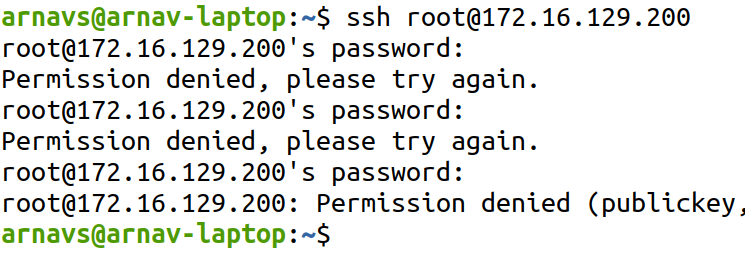 arnavs@arnav-laptop:~$ ssh root@172.16.129.200
root@172.16.129.200's password:
Permission denied, please try again.
root@172.16.129.200's password:
Permission denied, please try again.
root@172.16.129.200's password:
root@172.16.129.200: Permission denied (publickey,
arnavs@arnav-laptop:~$